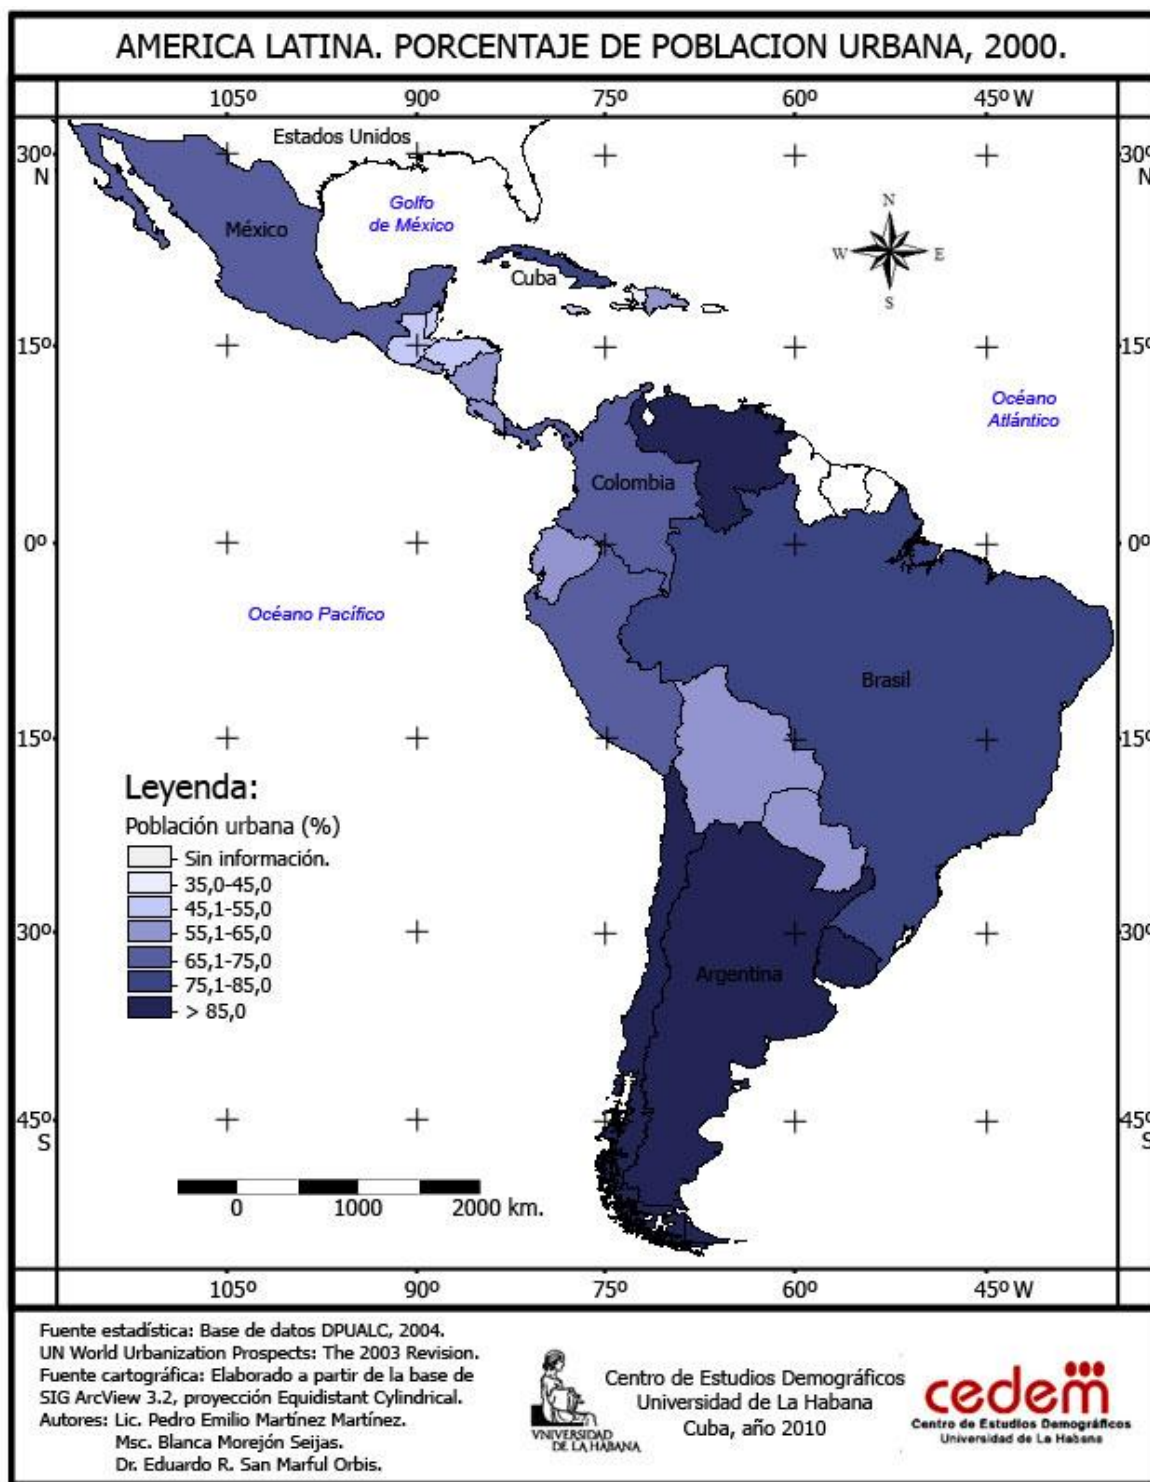 AMERICA LATINA. PORCENTAJE DE POBLACION URBANA, 2000.
105º 90º 75º 60º 45º W
Estados Unidos
30º 30º
N N
Golfo
de México
México
N
W E
S
Cuba
15º 15º
Océano
Atlántico
Colombia
0º 0º
Océano Pacífico
Brasil
15º 15º
Leyenda:
Población urbana (%)
Sin información.
35,0-45,0
45,1-55,0
55,1-65,0
65,1-75,0
75,1-85,0
> 85,0
30º 30º
Argentina
45º 45º
S S
0 1000 2000 km.
105º 90º 75º 60º 45º W
Fuente estadística: Base de datos DPUALC, 2004.
UN World Urbanization Prospects: The 2003 Revision.
Fuente cartográfica: Elaborado a partir de la base de
SIG ArcView 3.2, proyección Equidistant Cylindrical.
Autores: Lic. Pedro Emilio Martínez Martínez.
Msc. Blanca Morejón Seijas.
Dr. Eduardo R. San Marful Orbis.
VNIVERSIDAD
DE LA HABANA
Centro de Estudios Demográficos
Universidad de La Habana
Cuba, año 2010
cedem
Centro de Estudios Demográficos
Universidad de La Habana